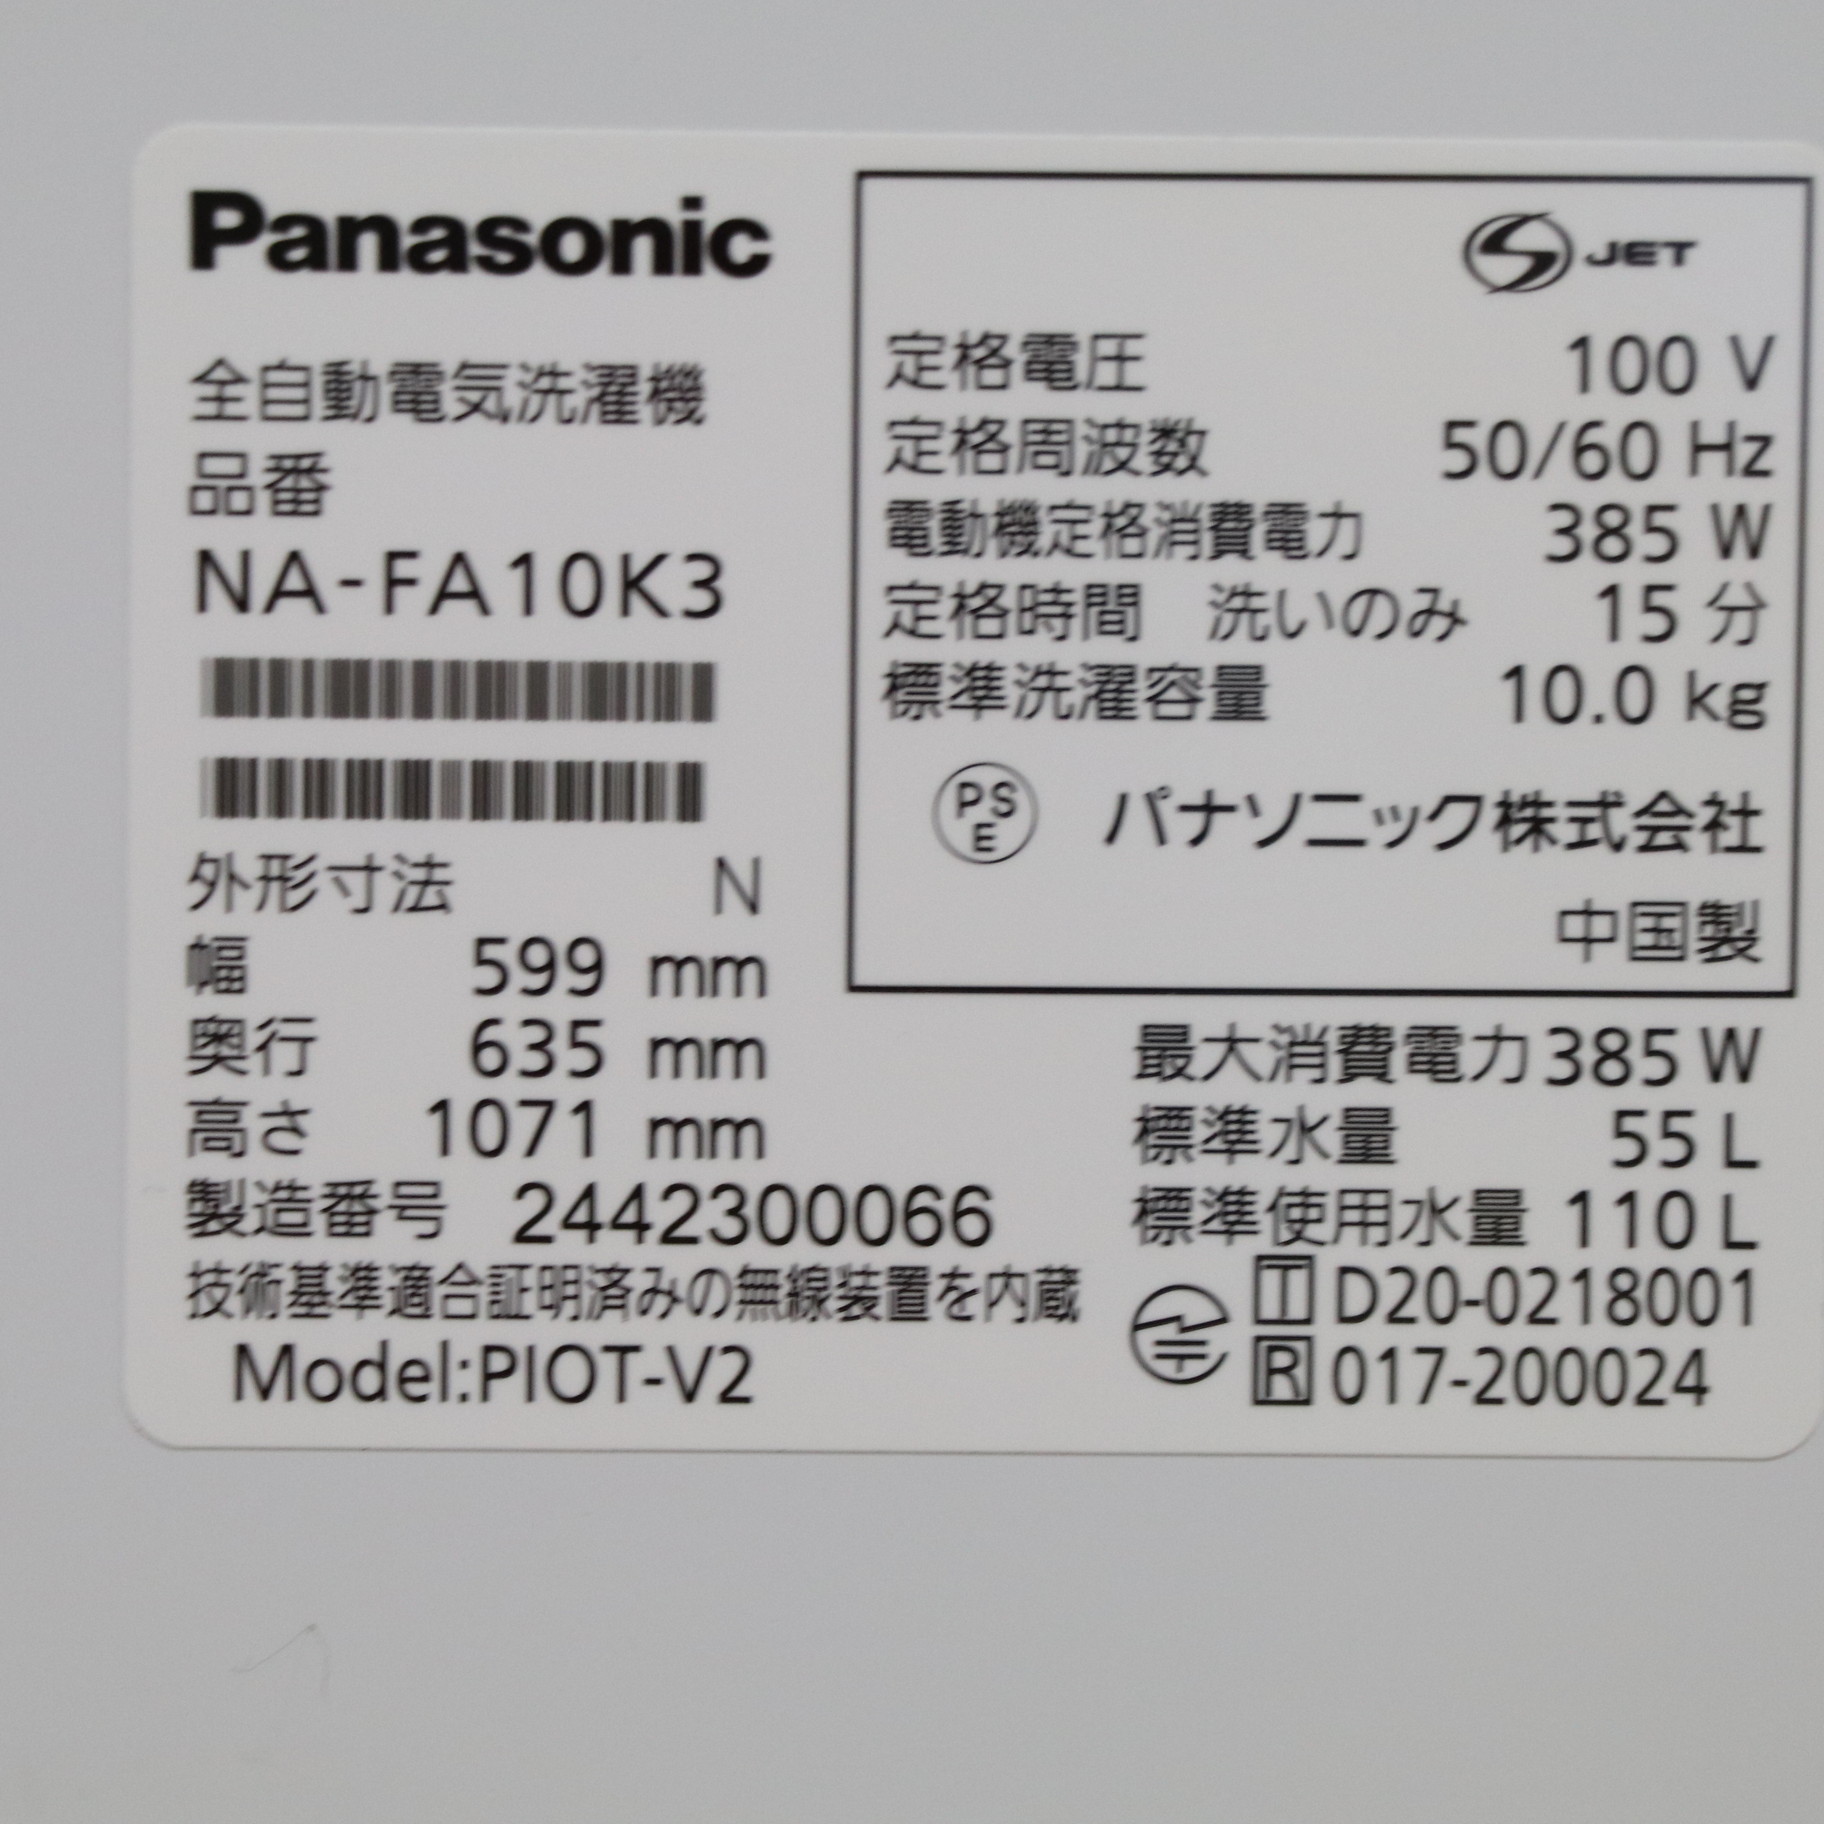 Panasonic
全自動電気洗濯機
品番
NA-FA10K3
外形寸法 N
幅 599 mm
奥行 635 mm
高さ 1071 mm
製造番号 2442300066
技術基準適合証明済みの無線装置を内蔵
Model:PIOT-V2
S JET
定格電圧 100 V
定格周波数 50/60 Hz
電動機定格消費電力 385 W
定格時間 洗いのみ 15 分
標準洗濯容量 10.0 kg
PS
E パナソニック株式会社
中国製
最大消費電力 385 W
標準水量 55 L
標準使用水量 110 L
T D20-0218001
R 017-200024